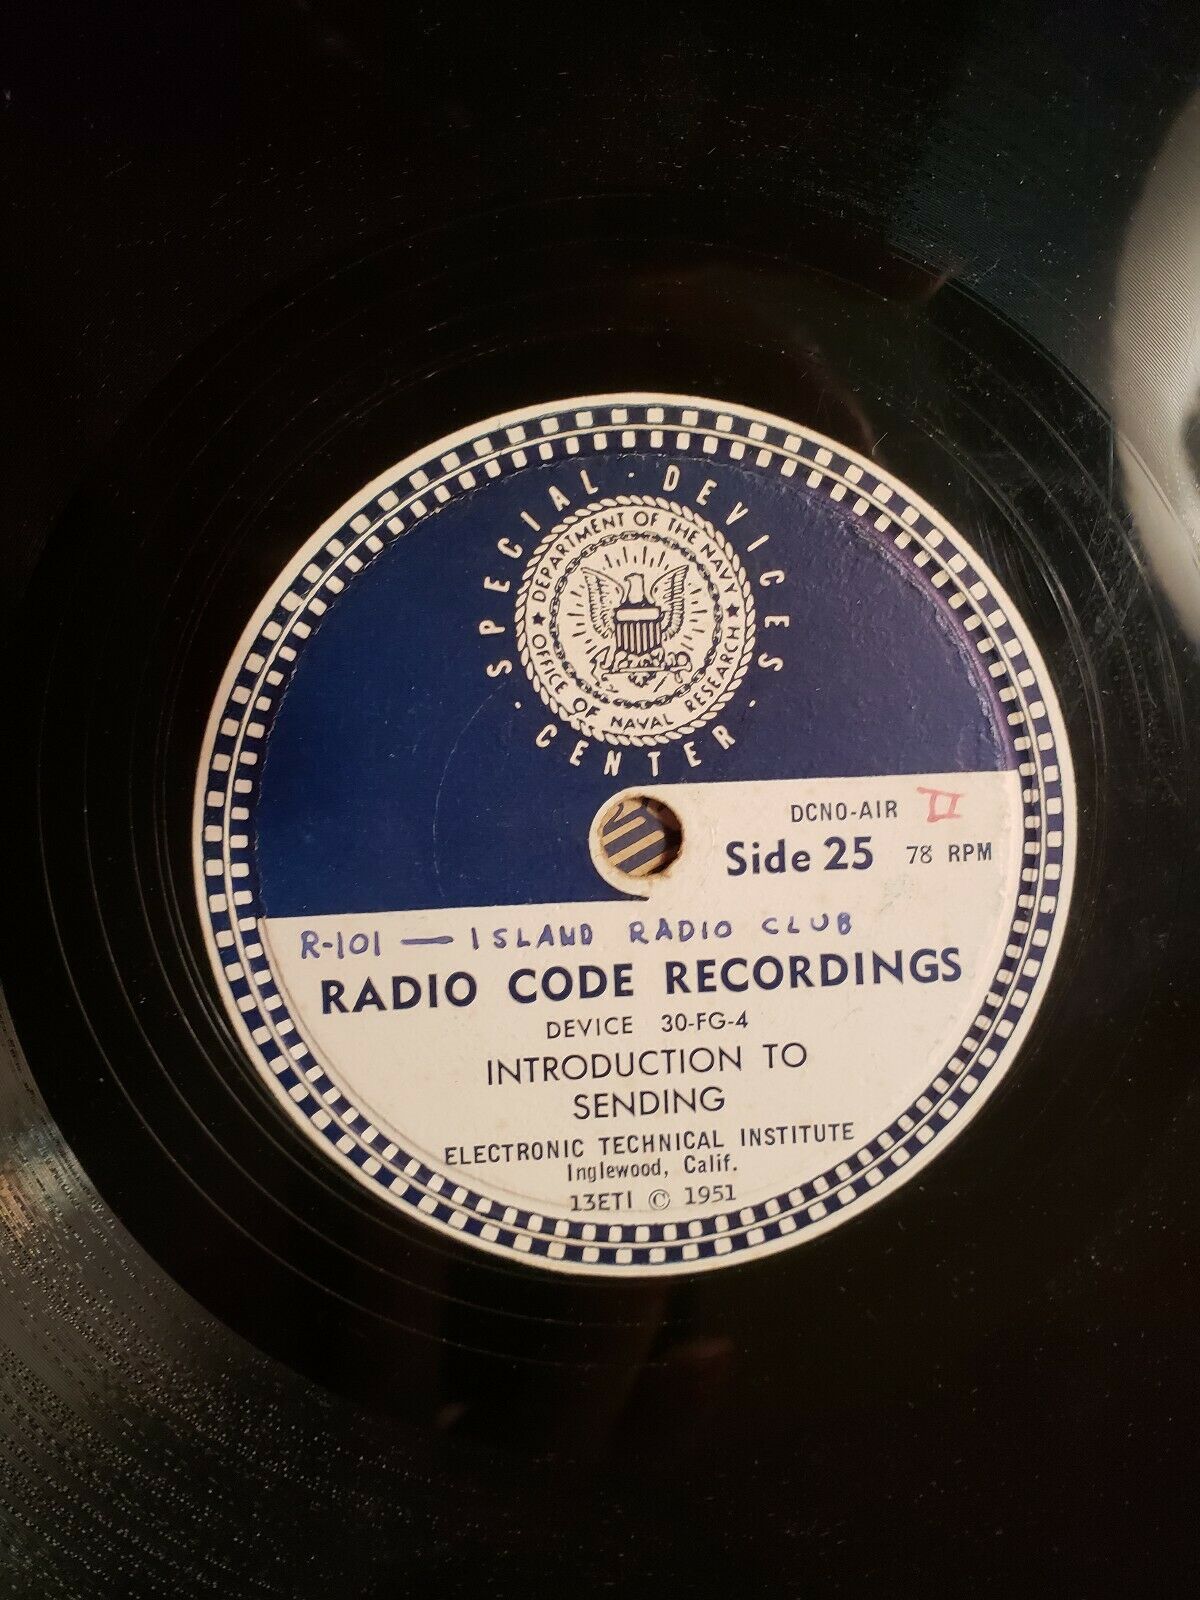 SPECIAL · DEVICES
· CENTER ·
DEPARTMENT OF THE NAVY
★ OFFICE OF NAVAL RESEARCH ★
DCNO-AIR II
Side 25 78 RPM
R-101 — ISLAND RADIO CLUB
RADIO CODE RECORDINGS
DEVICE 30-FG-4
INTRODUCTION TO
SENDING
ELECTRONIC TECHNICAL INSTITUTE
Inglewood, Calif.
13ETI © 1951